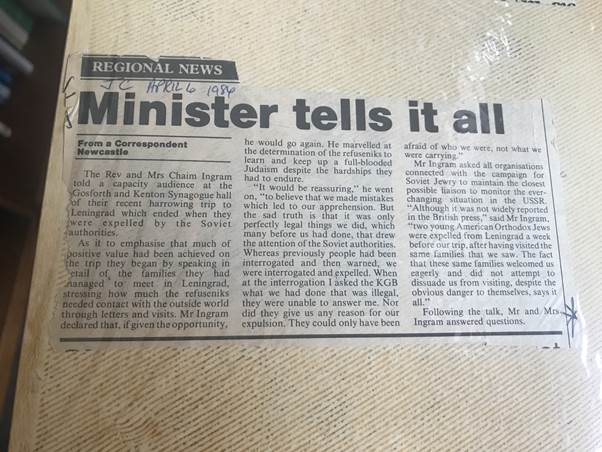 REGIONAL NEWS
J C APRIL 6 1984
Minister tells it all
From a Correspondent
Newcastle
The Rev and Mrs Chaim Ingram
told a capacity audience at the
Gosforth and Kenton Synagogue hall
of their recent harrowing trip to
Leningrad which ended when they
were expelled by the Soviet
authorities.
As if to emphasise that much of
positive value had been achieved on
the trip they began by speaking in
detail of the families they had
managed to meet in Leningrad,
stressing how much the refuseniks
needed contact with the outside world
through letters and visits. Mr Ingram
declared that, if given the opportunity,
he would go again. He marvelled at
the determination of the refuseniks to
learn and keep up a full-blooded
Judaism despite the hardships they
had to endure.
"It would be reassuring," he went
on, "to believe that we made mistakes
which led to our apprehension. But
the sad truth is that it was only
perfectly legal things we did, which
many before us had done, that drew
the attention of the Soviet authorities.
Whereas previously people had been
interrogated and then warned, we
were interrogated and expelled. When
at the interrogation I asked the KGB
what we had done that was illegal,
they were unable to answer me. Nor
did they give us any reason for our
expulsion. They could only have been
afraid of who we were, not what we
were carrying."
Mr Ingram asked all organisations
connected with the campaign for
Soviet Jewry to maintain the closest
possible liaison to monitor the ever-
changing situation in the USSR.
"Although it was not widely reported
in the British press," said Mr Ingram,
"two young American Orthodox Jews
were expelled from Leningrad a week
before our trip, after having visited the
same families that we saw. The fact
that these same families welcomed us
eagerly and did not attempt to
dissuade us from visiting, despite the
obvious danger to themselves, says it
all."
Following the talk, Mr and Mrs
Ingram answered questions.